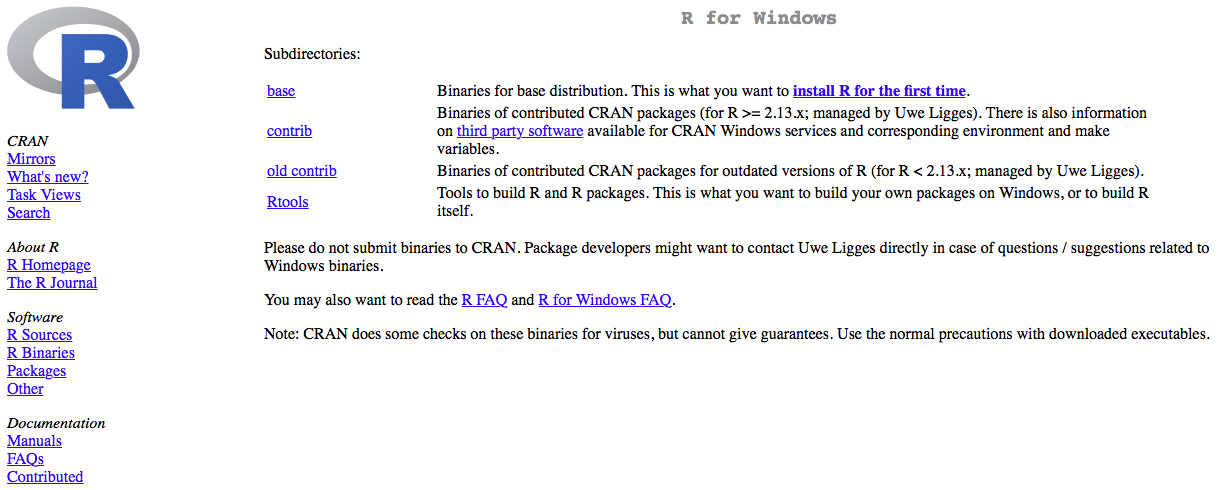 R
CRAN
Mirrors
What's new?
Task Views
Search
About R
R Homepage
The R Journal
Software
R Sources
R Binaries
Packages
Other
Documentation
Manuals
FAQs
Contributed
R for Windows
Subdirectories:
base
Binaries for base distribution. This is what you want to install R for the first time.
contrib
Binaries of contributed CRAN packages (for R >= 2.13.x; managed by Uwe Ligges). There is also information
on third party software available for CRAN Windows services and corresponding environment and make
variables.
old contrib
Binaries of contributed CRAN packages for outdated versions of R (for R < 2.13.x; managed by Uwe Ligges).
Rtools
Tools to build R and R packages. This is what you want to build your own packages on Windows, or to build R
itself.
Please do not submit binaries to CRAN. Package developers might want to contact Uwe Ligges directly in case of questions / suggestions related to
Windows binaries.
You may also want to read the R FAQ and R for Windows FAQ.
Note: CRAN does some checks on these binaries for viruses, but cannot give guarantees. Use the normal precautions with downloaded executables.